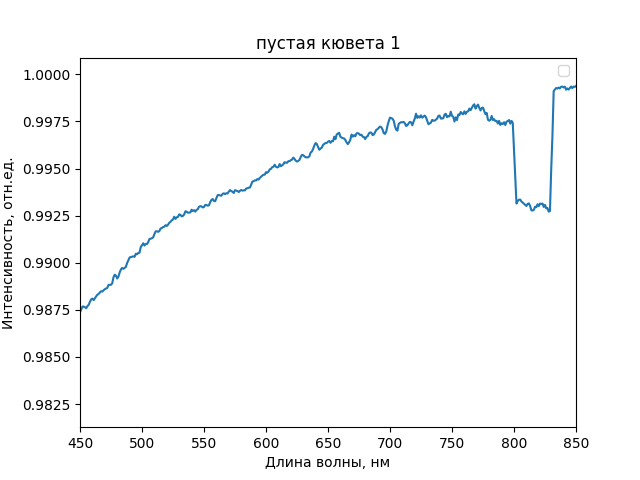 пустая кювета 1
Интенсивность, отн.ед.
1.0000
0.9975
0.9950
0.9925
0.9900
0.9875
0.9850
0.9825
450 500 550 600 650 700 750 800 850
Длина волны, нм